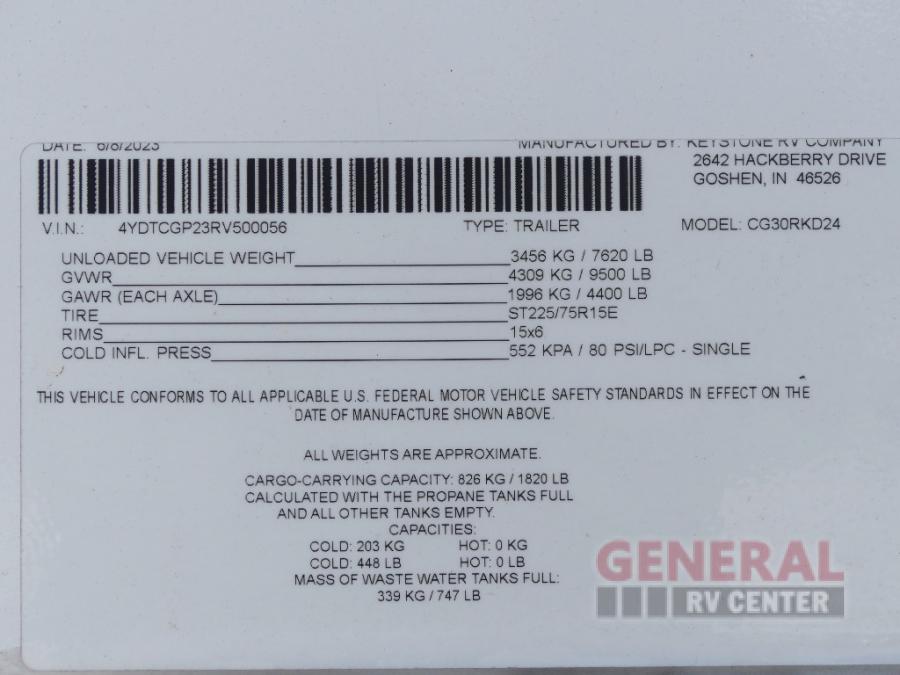 DATE: 6/8/2023 MANUFACTURED BY: KEYSTONE RV COMPANY
2642 HACKBERRY DRIVE
GOSHEN, IN 46526
V.I.N.: 4YDTCGP23RV500056 TYPE: TRAILER MODEL: CG30RKD24
UNLOADED VEHICLE WEIGHT 3456 KG / 7620 LB
GVWR 4309 KG / 9500 LB
GAWR (EACH AXLE) 1996 KG / 4400 LB
TIRE ST225/75R15E
RIMS 15x6
COLD INFL. PRESS 552 KPA / 80 PSI/LPC - SINGLE
THIS VEHICLE CONFORMS TO ALL APPLICABLE U.S. FEDERAL MOTOR VEHICLE SAFETY STANDARDS IN EFFECT ON THE
DATE OF MANUFACTURE SHOWN ABOVE.
ALL WEIGHTS ARE APPROXIMATE.
CARGO-CARRYING CAPACITY: 826 KG / 1820 LB
CALCULATED WITH THE PROPANE TANKS FULL
AND ALL OTHER TANKS EMPTY.
CAPACITIES:
COLD: 203 KG HOT: 0 KG
COLD: 448 LB HOT: 0 LB
MASS OF WASTE WATER TANKS FULL:
339 KG / 747 LB
GENERAL
RV CENTER